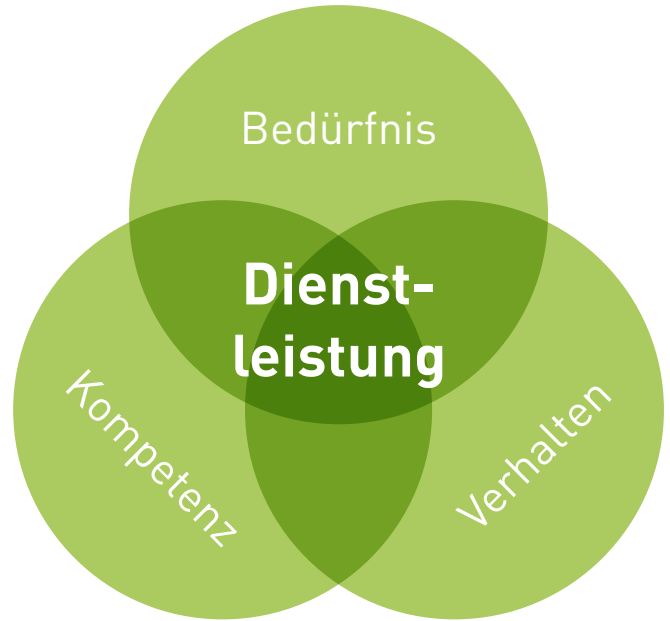 Bedürfnis
Dienst-
leistung
Kompetenz
Verhalten